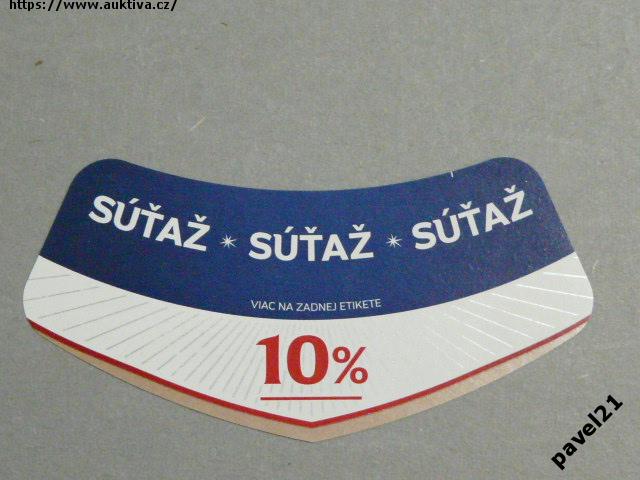 https://www.auktiva.cz/
SÚŤAŽ * SÚŤAŽ * SÚŤAŽ
VIAC NA ZADNEJ ETIKETE
10%
pavel21